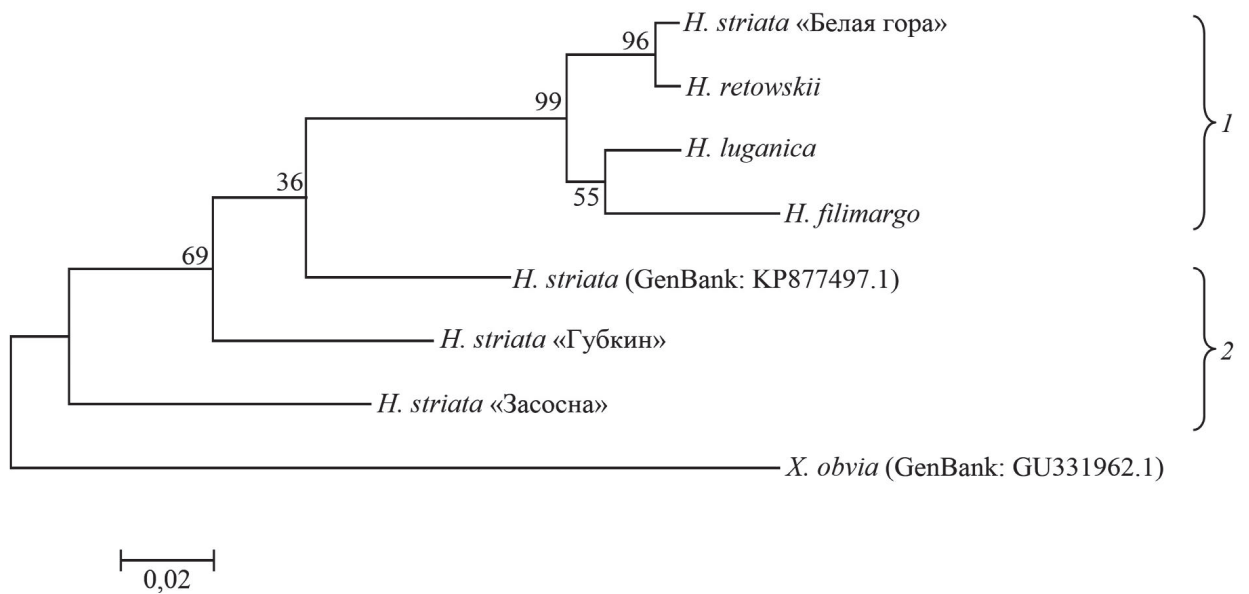 H. striata «Белая гора»
96
H. retowskii
99
1
H. luganica
36
55
H. filimargo
69
H. striata (GenBank: KP877497.1)
H. striata «Губкин»
2
H. striata «Засосна»
X. obvia (GenBank: GU331962.1)
0,02